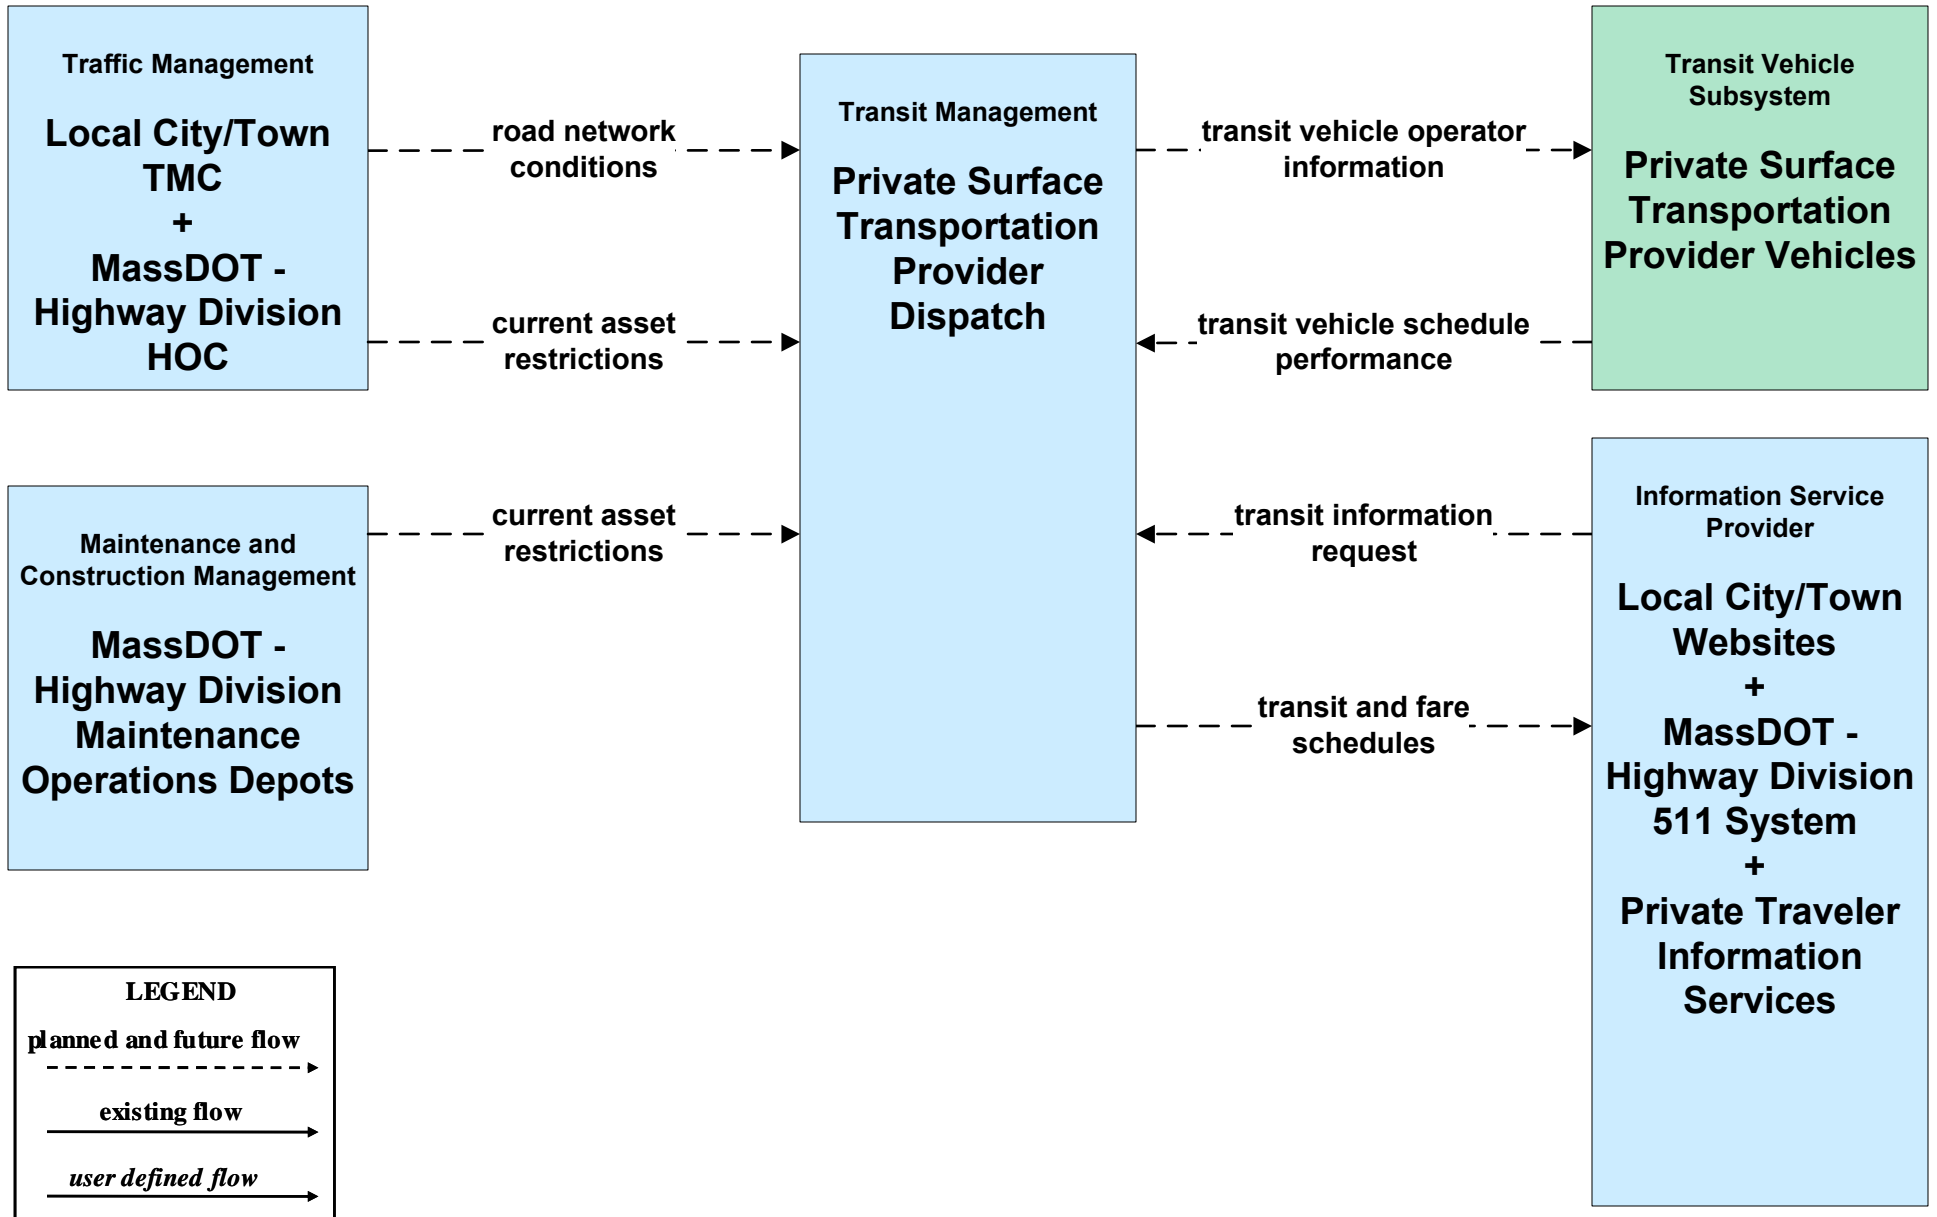 Traffic Management
Local City/Town
TMC
+
MassDOT -
Highway Division
HOC
road network
conditions
current asset
restrictions
Transit Management
Private Surface
Transportation
Provider
Dispatch
transit vehicle operator
information
transit vehicle schedule
performance
Transit Vehicle
Subsystem
Private Surface
Transportation
Provider Vehicles
Maintenance and
Construction Management
MassDOT -
Highway Division
Maintenance
Operations Depots
current asset
restrictions
transit information
request
transit and fare
schedules
Information Service
Provider
Local City/Town
Websites
+
MassDOT -
Highway Division
511 System
+
Private Traveler
Information
Services
LEGEND
planned and future flow
existing flow
user defined flow